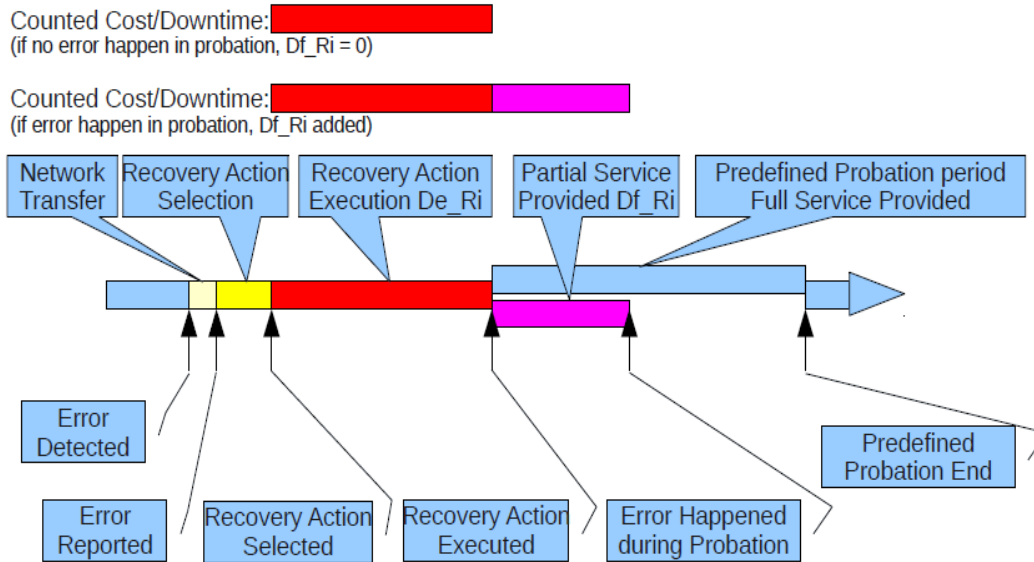 Counted Cost/Downtime:
(if no error happen in probation, Df_Ri = 0)
Counted Cost/Downtime:
(if error happen in probation, Df_Ri added)
Network
Transfer
Recovery Action
Selection
Recovery Action
Execution De_Ri
Partial Service
Provided Df_Ri
Predefined Probation period
Full Service Provided
Error
Detected
Predefined
Probation End
Error
Reported
Recovery Action
Selected
Recovery Action
Executed
Error Happened
during Probation